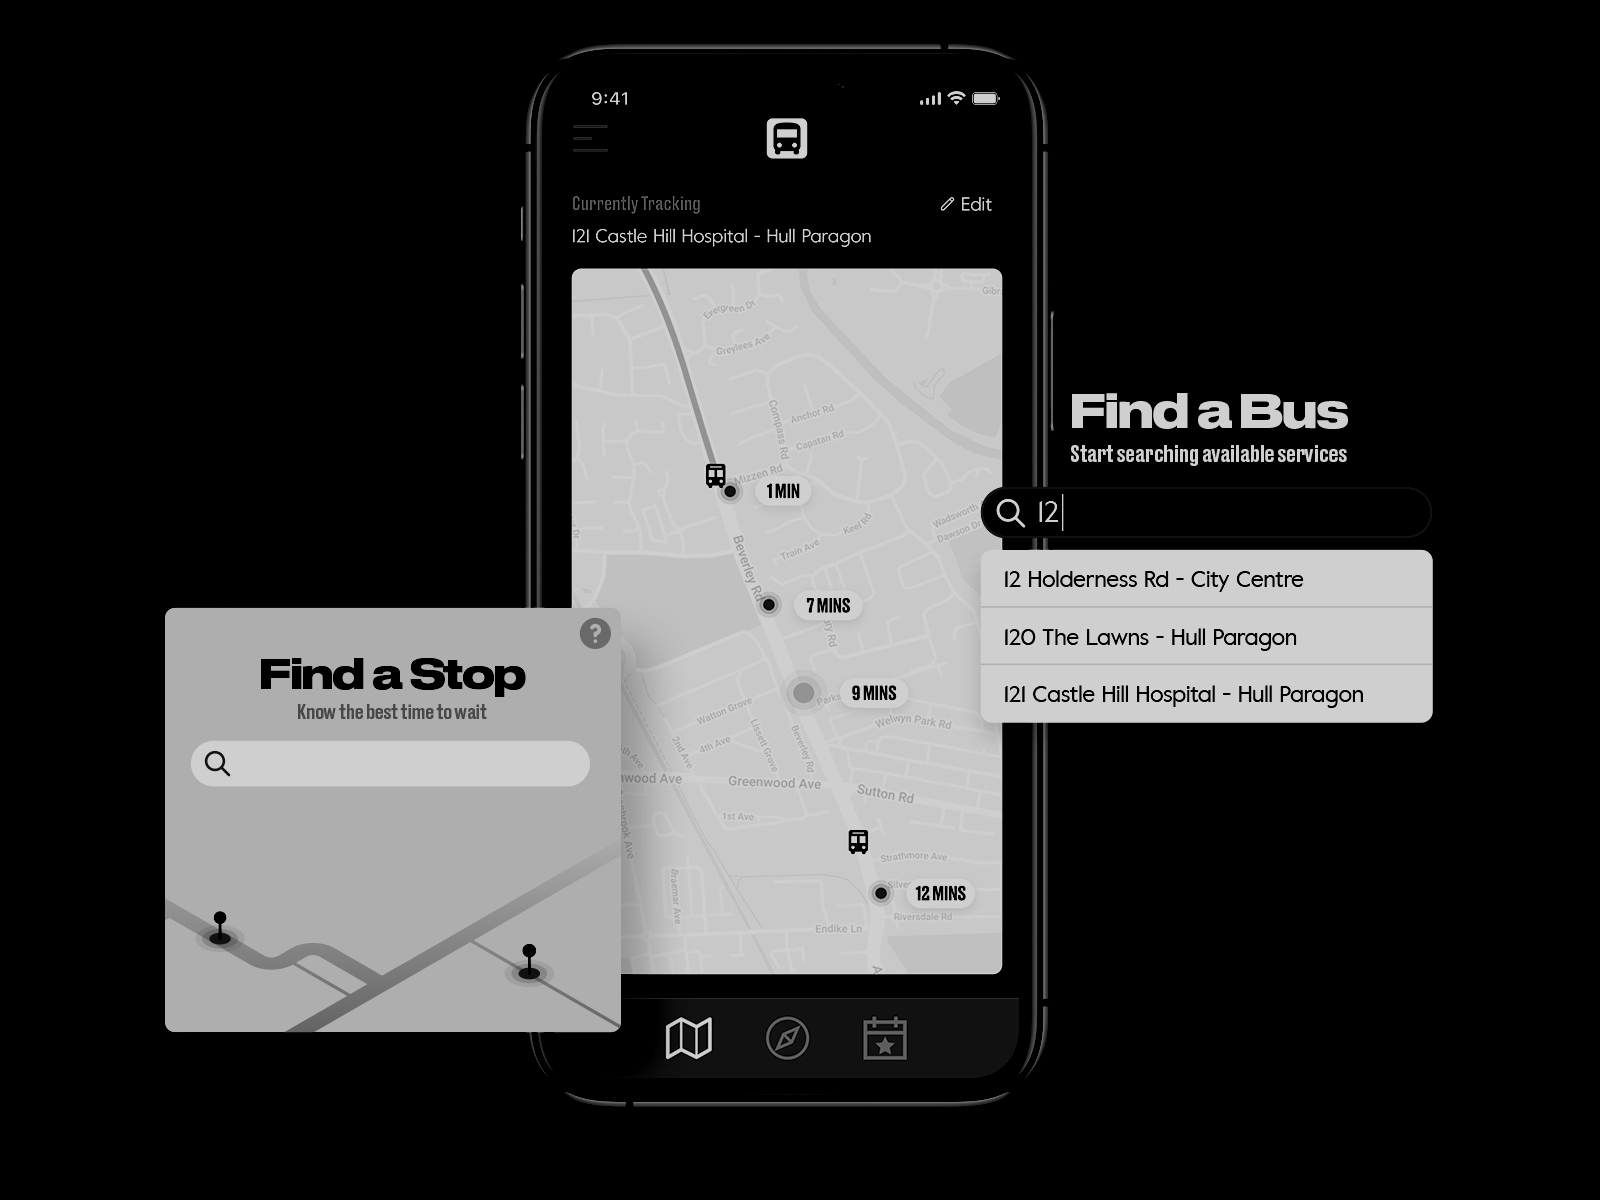 9:41
Currently Tracking
Edit
121 Castle Hill Hospital - Hull Paragon
Evergreen Dr
Greylees Ave
Compass Rd
Anchor Rd
Capstan Rd
Mizzen Rd
1 MIN
Keel Rd
Train Ave
Wadsworth
Dawson Dr
Beverley Rd
7 MINS
9 MINS
Parks
Welwyn Park Rd
Watton Grove
Lissett Grove
Beverley Rd
2nd Ave
4th Ave
nwood Ave
Greenwood Ave
Sutton Rd
1st Ave
Strathmore Ave
Braemar Ave
Silves
12 MINS
Riversdale Rd
Endike Ln
Find a Bus
Start searching available services
12
12 Holderness Rd - City Centre
120 The Lawns - Hull Paragon
121 Castle Hill Hospital - Hull Paragon
?
Find a Stop
Know the best time to wait